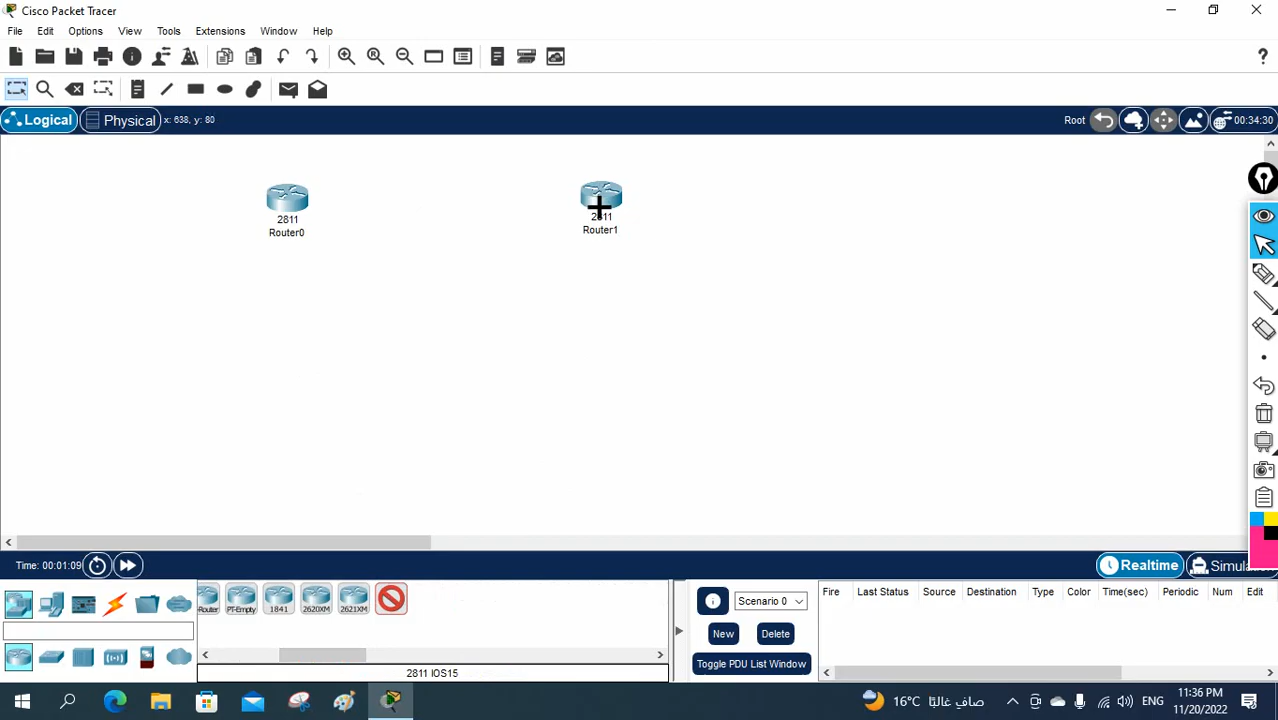 Cisco Packet Tracer
File Edit Options View Tools Extensions Window Help
Logical Physical x: 638, y: 80 Root 00:34:30
2811
Router0
2811
Router1
Time: 00:01:09 Realtime
-Router PT-Empty 1841 2620XM 2621XM
2811 IOS15
Scenario 0
New Delete
Toggle PDU List Window
Fire Last Status Source Destination Type Color Time(sec) Periodic Num Edit
16°C صافٍ غالبًا ENG 11:36 PM
11/20/2022